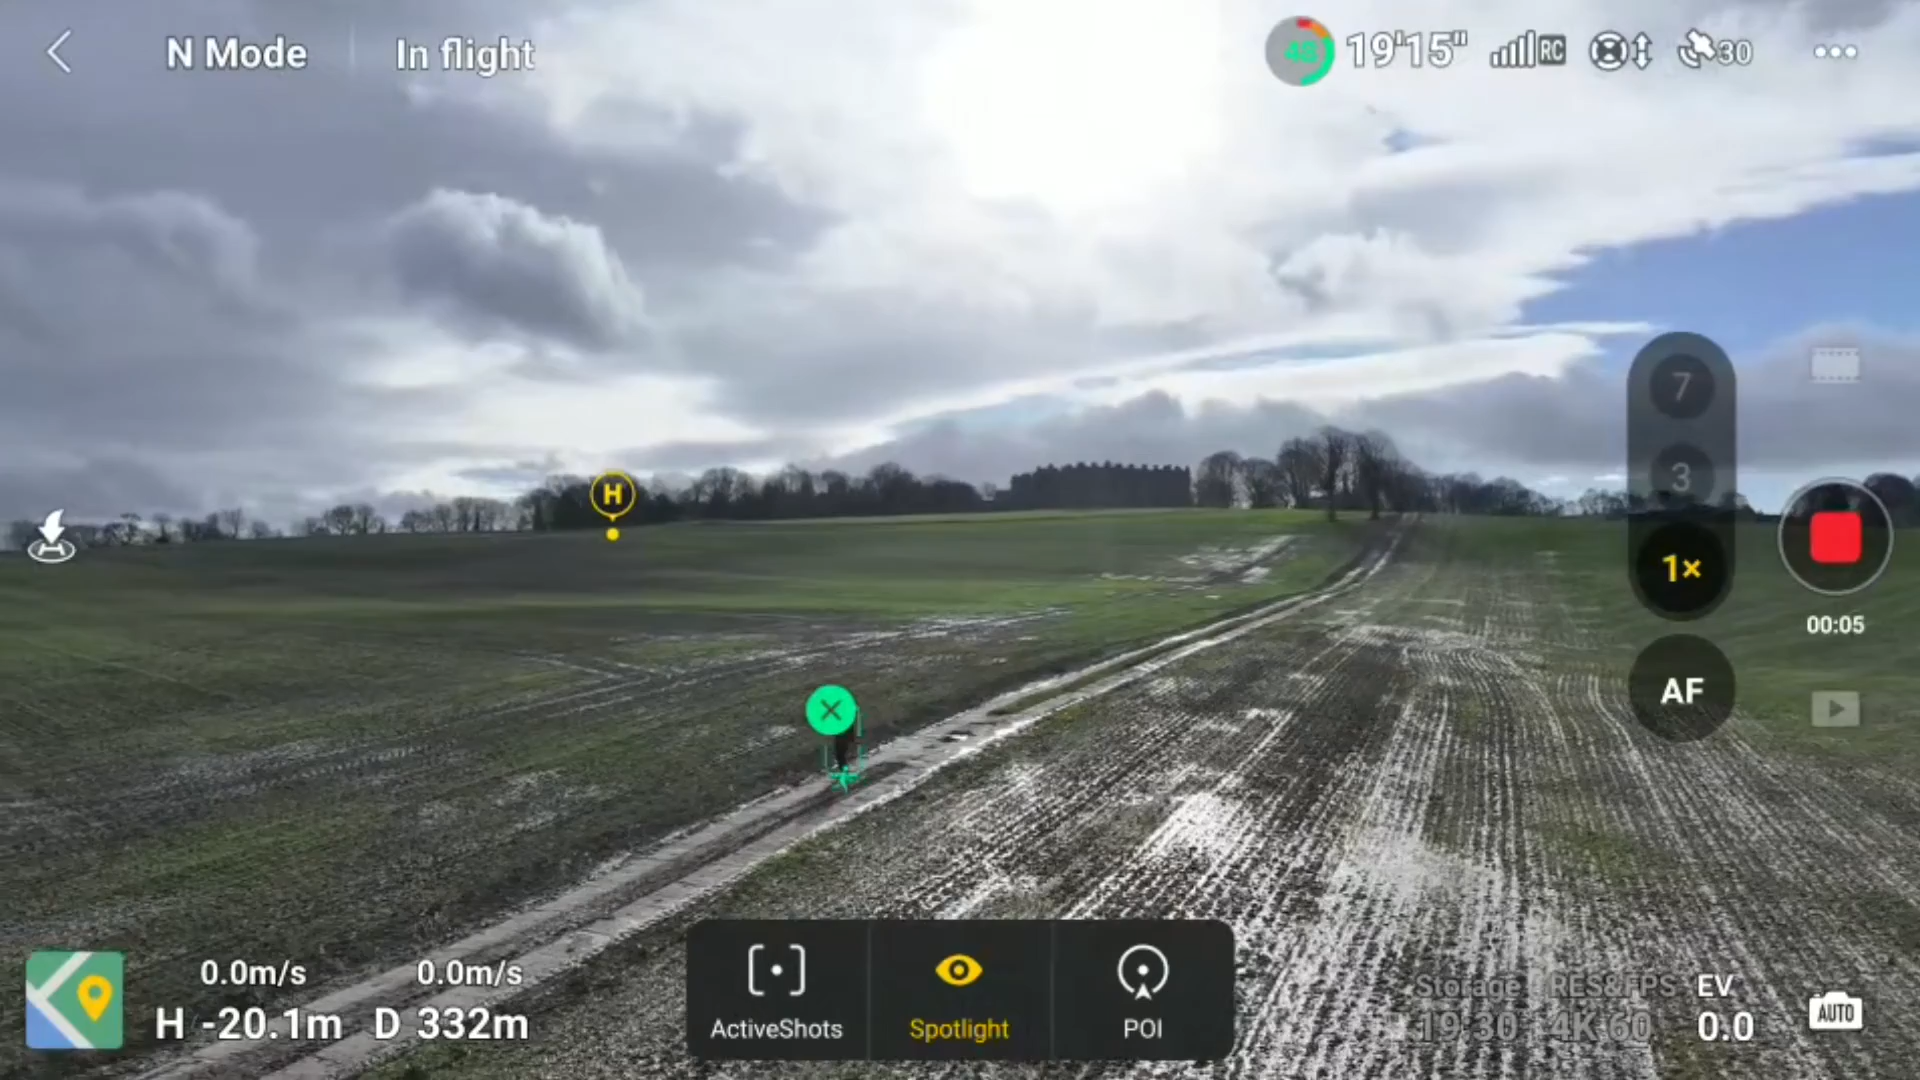 N Mode
In flight
48
19'15"
RC
30
H
7
3
1×
00:05
AF
0.0m/s
0.0m/s
H -20.1m
D 332m
ActiveShots
Spotlight
POI
Storage
RES&FPS
EV
19:30
4K 60
0.0
AUTO